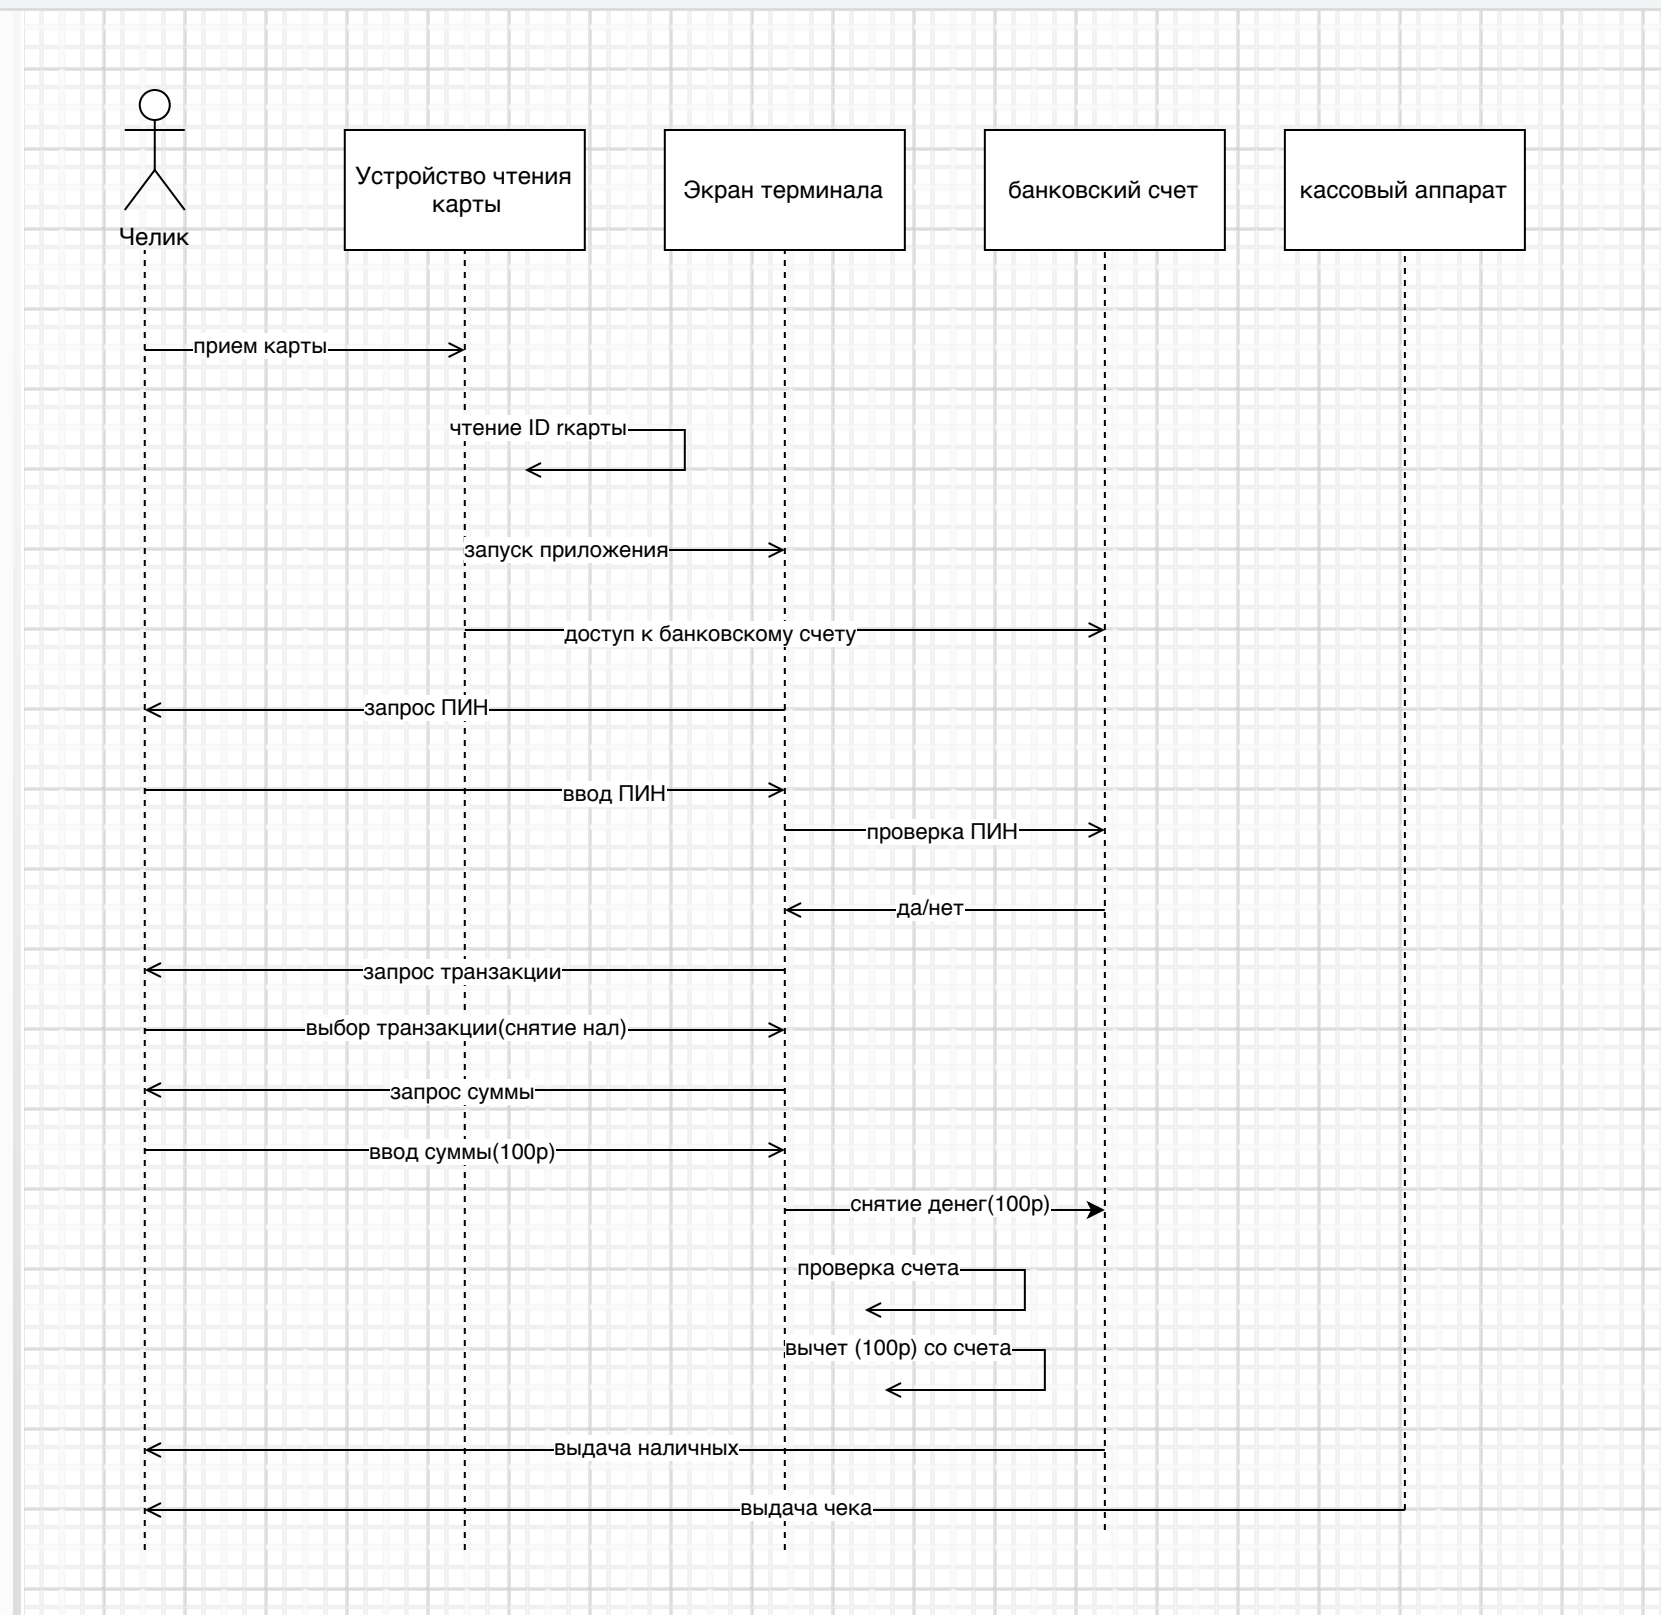 Челик
Устройство чтения
карты
Экран терминала
банковский счет
кассовый аппарат
прием карты
чтение ID rкарты
запуск приложения
доступ к банковскому счету
запрос ПИН
ввод ПИН
проверка ПИН
да/нет
запрос транзакции
выбор транзакции(снятие нал)
запрос суммы
ввод суммы(100р)
снятие денег(100р)
проверка счета
вычет (100р) со счета
выдача наличных
выдача чека